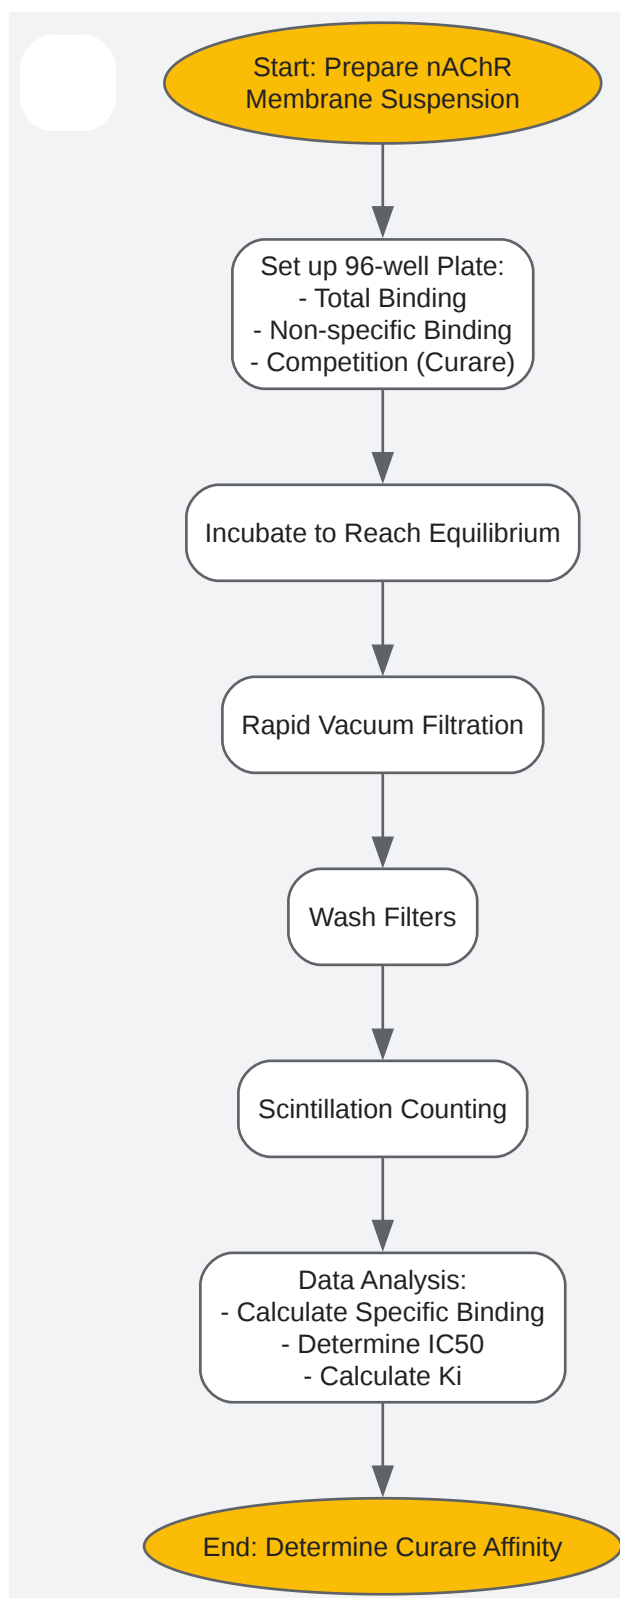 Start: Prepare nAChR
Membrane Suspension
Set up 96-well Plate:
- Total Binding
- Non-specific Binding
- Competition (Curare)
Incubate to Reach Equilibrium
Rapid Vacuum Filtration
Wash Filters
Scintillation Counting
Data Analysis:
- Calculate Specific Binding
- Determine IC50
- Calculate Ki
End: Determine Curare Affinity